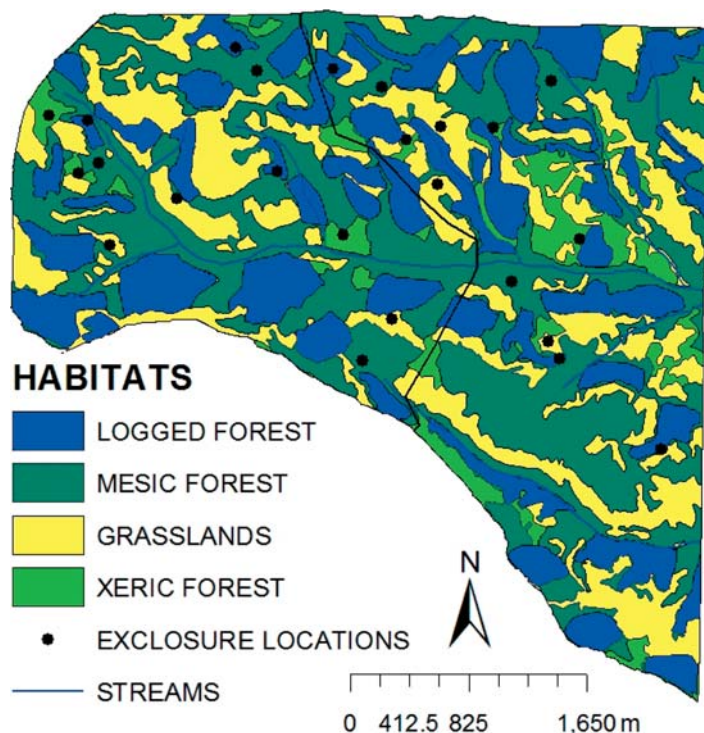 HABITATS
LOGGED FOREST
MESIC FOREST
GRASSLANDS
XERIC FOREST
EXCLOSURE LOCATIONS
STREAMS
N
0 412.5 825 1,650 m